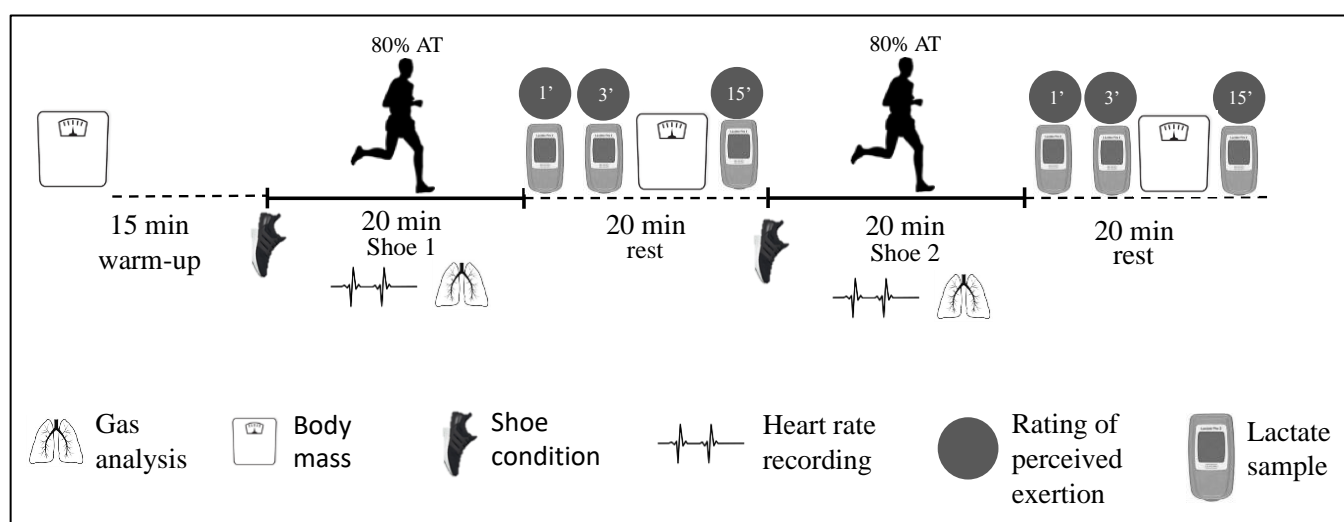 80% AT
80% AT
1’
3’
15’
1’
3’
15’
15 min
warm-up
20 min
Shoe 1
20 min
rest
20 min
Shoe 2
20 min
rest
Gas
analysis
Body
mass
Shoe
condition
Heart rate
recording
Rating of
perceived
exertion
Lactate
sample